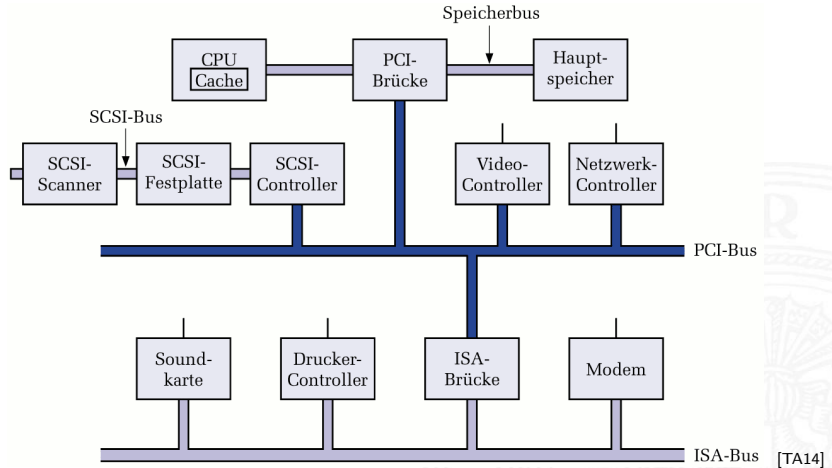 Speicherbus
CPU
Cache
PCI-
Brücke
Haupt-
speicher
SCSI-Bus
SCSI-
Scanner
SCSI-
Festplatte
SCSI-
Controller
Video-
Controller
Netzwerk-
Controller
PCI-Bus
Sound-
karte
Drucker-
Controller
ISA-
Brücke
Modem
ISA-Bus
[TA14]